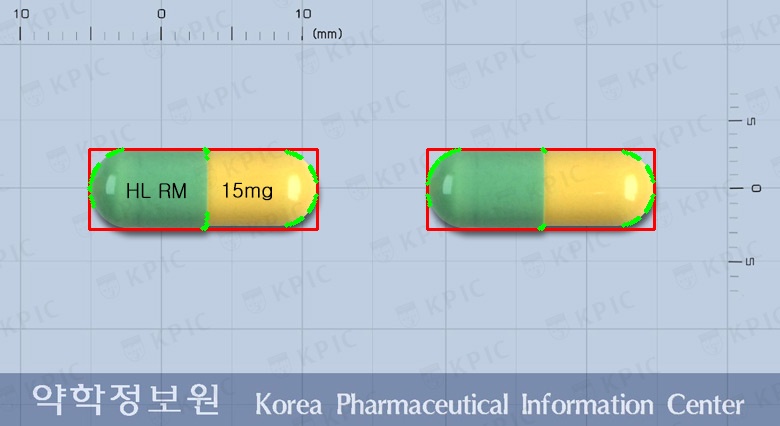 10 0 10
(mm)
HL RM 15mg
5
0
5
약학정보원 Korea Pharmaceutical Information Center
KPIC